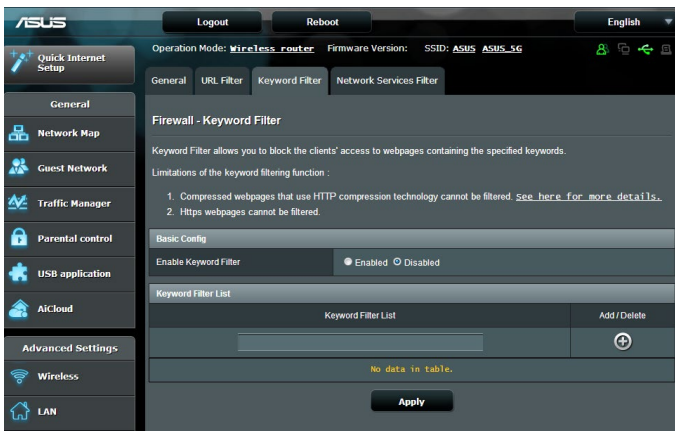 ASUS
Logout
Reboot
English
Quick Internet
Setup
Operation Mode: Wireless router Firmware Version: SSID: ASUS ASUS_5G
General
URL Filter
Keyword Filter
Network Services Filter
General
Network Map
Guest Network
Traffic Manager
Parental control
USB application
AiCloud
Advanced Settings
Wireless
LAN
Firewall - Keyword Filter
Keyword Filter allows you to block the clients' access to webpages containing the specified keywords.
Limitations of the keyword filtering function :
1. Compressed webpages that use HTTP compression technology cannot be filtered. See here for more details.
2. Https webpages cannot be filtered.
Basic Config
Enable Keyword Filter
Enabled Disabled
Keyword Filter List
Keyword Filter List
Add / Delete
No data in table.
Apply